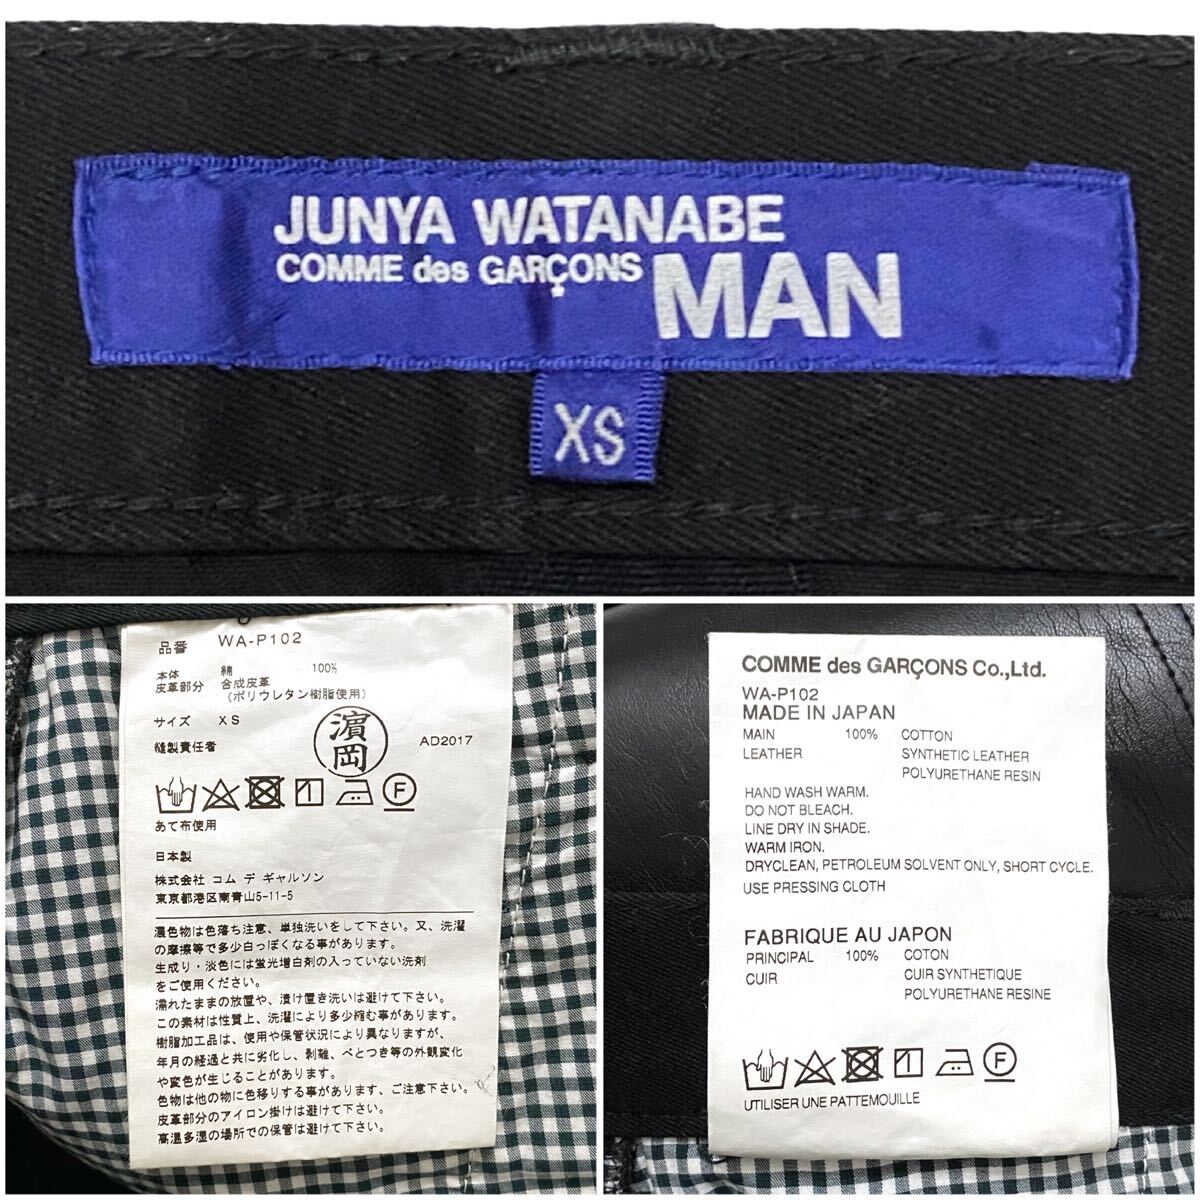 JUNYA WATANABE
COMME des GARÇONS MAN
XS
品番 WA-P102
本体 綿 100%
皮革部分 合成皮革
(ポリウレタン樹脂使用)
サイズ XS
縫製責任者 濱岡 AD2017
F
あて布使用
日本製
株式会社 コム デ ギャルソン
東京都港区南青山5-11-5
濃色物は色落ち注意、単独洗いをして下さい。又、洗濯
の摩擦等で多少白っぽくなる事があります。
生成り・淡色には蛍光増白剤の入っていない洗剤
をご使用ください。
濡れたままの放置や、漬け置き洗いは避けて下さい。
この素材は性質上、洗濯により多少縮む事があります。
樹脂加工品は、使用や保管状況により異なりますが、
年月の経過と共に劣化し、剥離、べとつき等の外観変化
や変色が生じることがあります。
色物は他の物に色移りする事があります、ご注意下さい。
皮革部分のアイロン掛けは避けて下さい。
高温多湿の場所での保管は避けて下さい。
COMME des GARÇONS Co.,Ltd.
WA-P102
MADE IN JAPAN
MAIN 100% COTTON
LEATHER SYNTHETIC LEATHER
POLYURETHANE RESIN
HAND WASH WARM.
DO NOT BLEACH.
LINE DRY IN SHADE.
WARM IRON.
DRYCLEAN, PETROLEUM SOLVENT ONLY, SHORT CYCLE.
USE PRESSING CLOTH
FABRIQUE AU JAPON
PRINCIPAL 100% COTON
CUIR CUIR SYNTHETIQUE
POLYURETHANE RESINE
F
UTILISER UNE PATTEMOUILLE